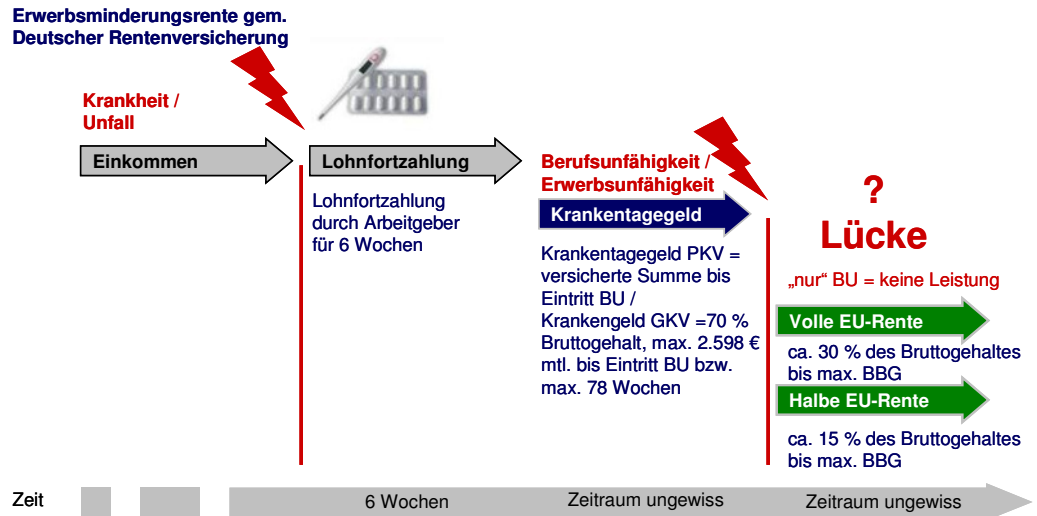 Erwerbsminderungsrente gem.
Deutscher Rentenversicherung
Krankheit /
Unfall
Einkommen
Lohnfortzahlung
Lohnfortzahlung
durch Arbeitgeber
für 6 Wochen
Berufsunfähigkeit /
Erwerbsunfähigkeit
Krankentagegeld
Krankentagegeld PKV =
versicherte Summe bis
Eintritt BU /
Krankengeld GKV =70 %
Bruttogehalt, max. 2.598 €
mtl. bis Eintritt BU bzw.
max. 78 Wochen
?
Lücke
„nur“ BU = keine Leistung
Volle EU-Rente
ca. 30 % des Bruttogehaltes
bis max. BBG
Halbe EU-Rente
ca. 15 % des Bruttogehaltes
bis max. BBG
Zeit
6 Wochen
Zeitraum ungewiss
Zeitraum ungewiss